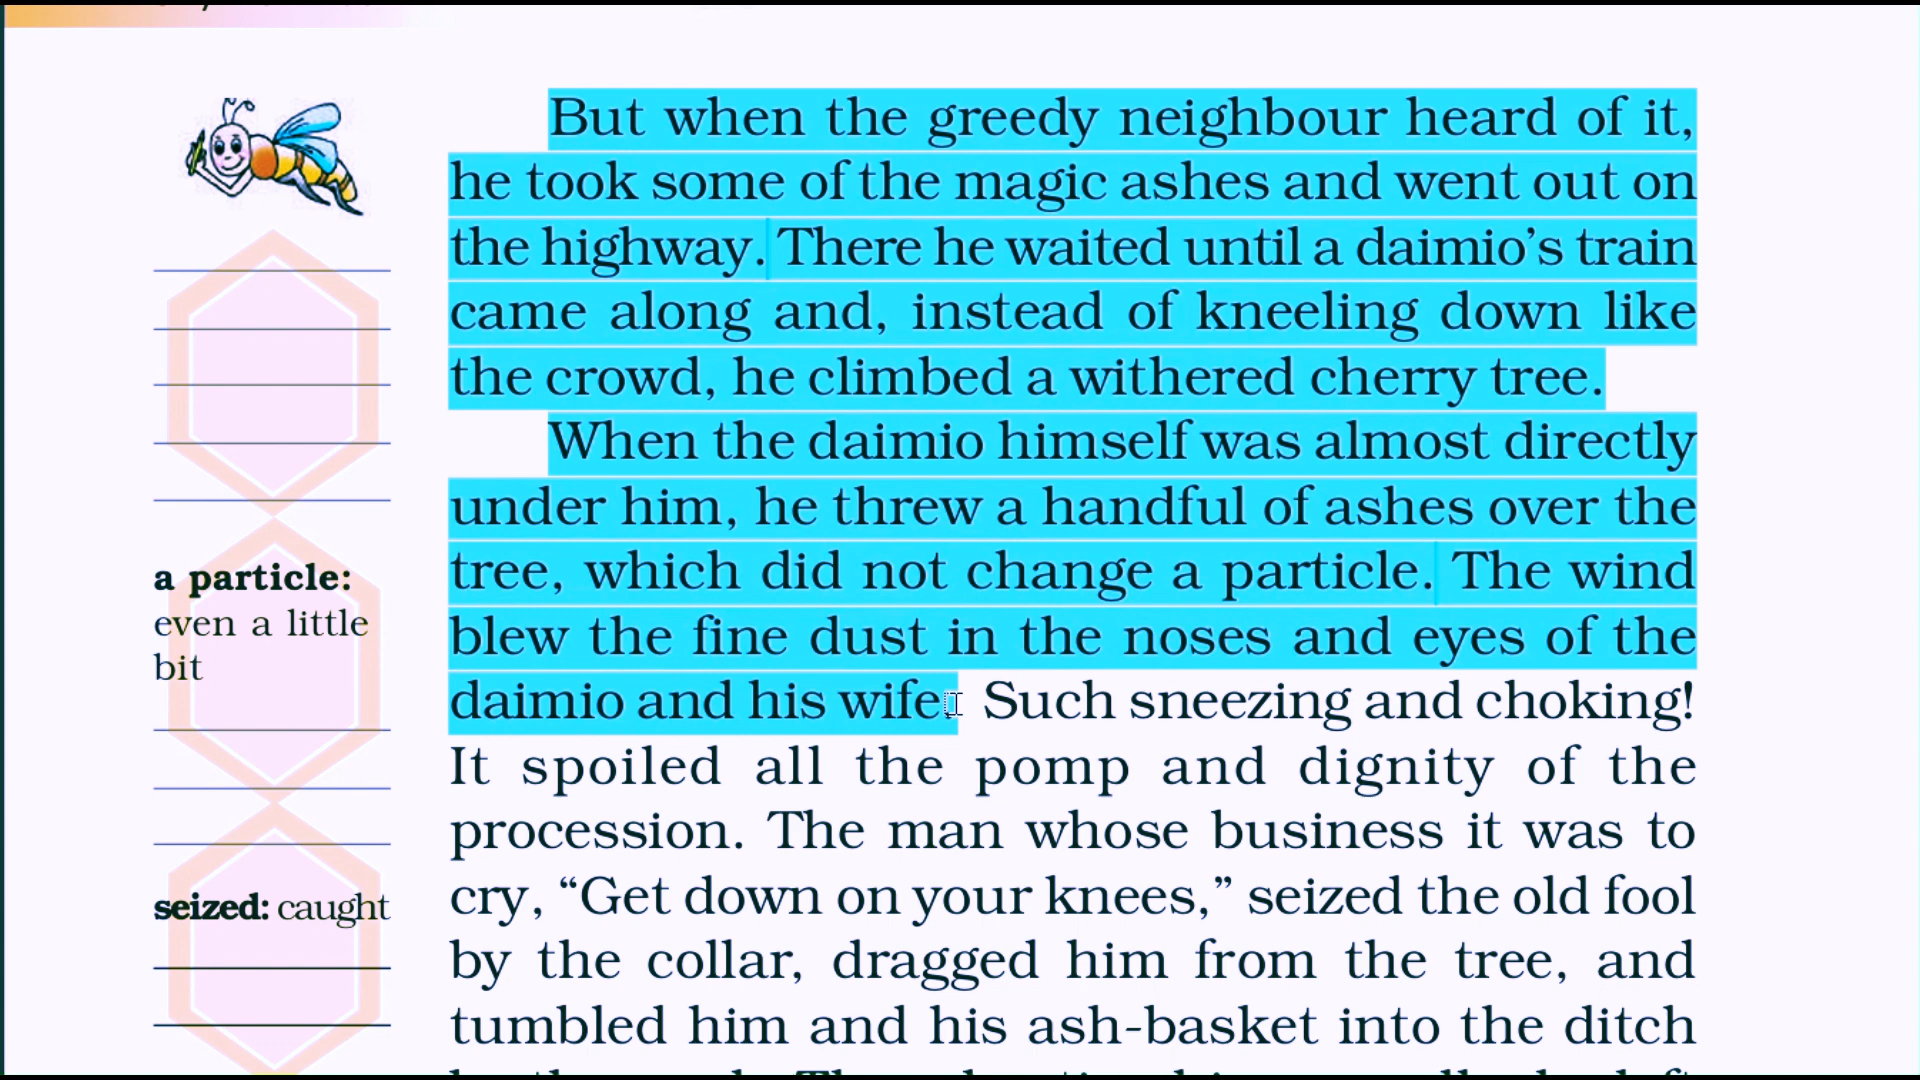 But when the greedy neighbour heard of it,
he took some of the magic ashes and went out on
the highway. There he waited until a daimio’s train
came along and, instead of kneeling down like
the crowd, he climbed a withered cherry tree.
When the daimio himself was almost directly
under him, he threw a handful of ashes over the
tree, which did not change a particle. The wind
blew the fine dust in the noses and eyes of the
daimio and his wife. Such sneezing and choking!
It spoiled all the pomp and dignity of the
procession. The man whose business it was to
cry, “Get down on your knees,” seized the old fool
by the collar, dragged him from the tree, and
tumbled him and his ash-basket into the ditch
a particle:
even a little
bit
seized: caught